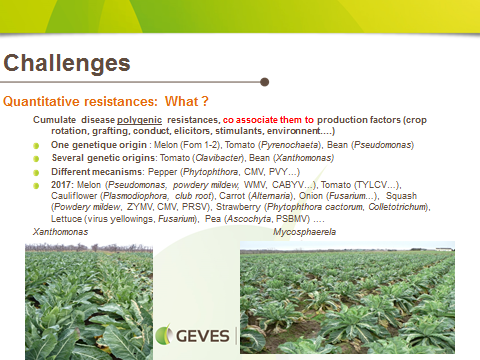 Challenges
Quantitative resistances:  What ?
Cumulate  disease polygenic  resistances, co associate them to production factors (crop
rotation, grafting, conduct, elicitors, stimulants, environnent....)
One genetique origin : Melon (Fom 1-2), Tomato (Pyrenochaeta), Bean (Pseudomonas)
Several genetic origins: Tomato (Clavibacter), Bean (Xanthomonas)
Different mecanisms: Pepper (Phytophthora, CMV, PVY…)
2017: Melon (Pseudomonas, powdery mildew, WMV, CABYV…), Tomato (TYLCV…),
Cauliflower (Plasmodiophora, club root), Carrot (Alternaria), Onion (Fusarium…), Squash
(Powdery mildew, ZYMV, CMV, PRSV), Strawberry (Phytophthora cactorum, Colletotrichum),
Lettuce (virus yellowings, Fusarium), Pea (Ascochyta, PSBMV) ….
Xanthomonas Mycosphaerela
GEVES